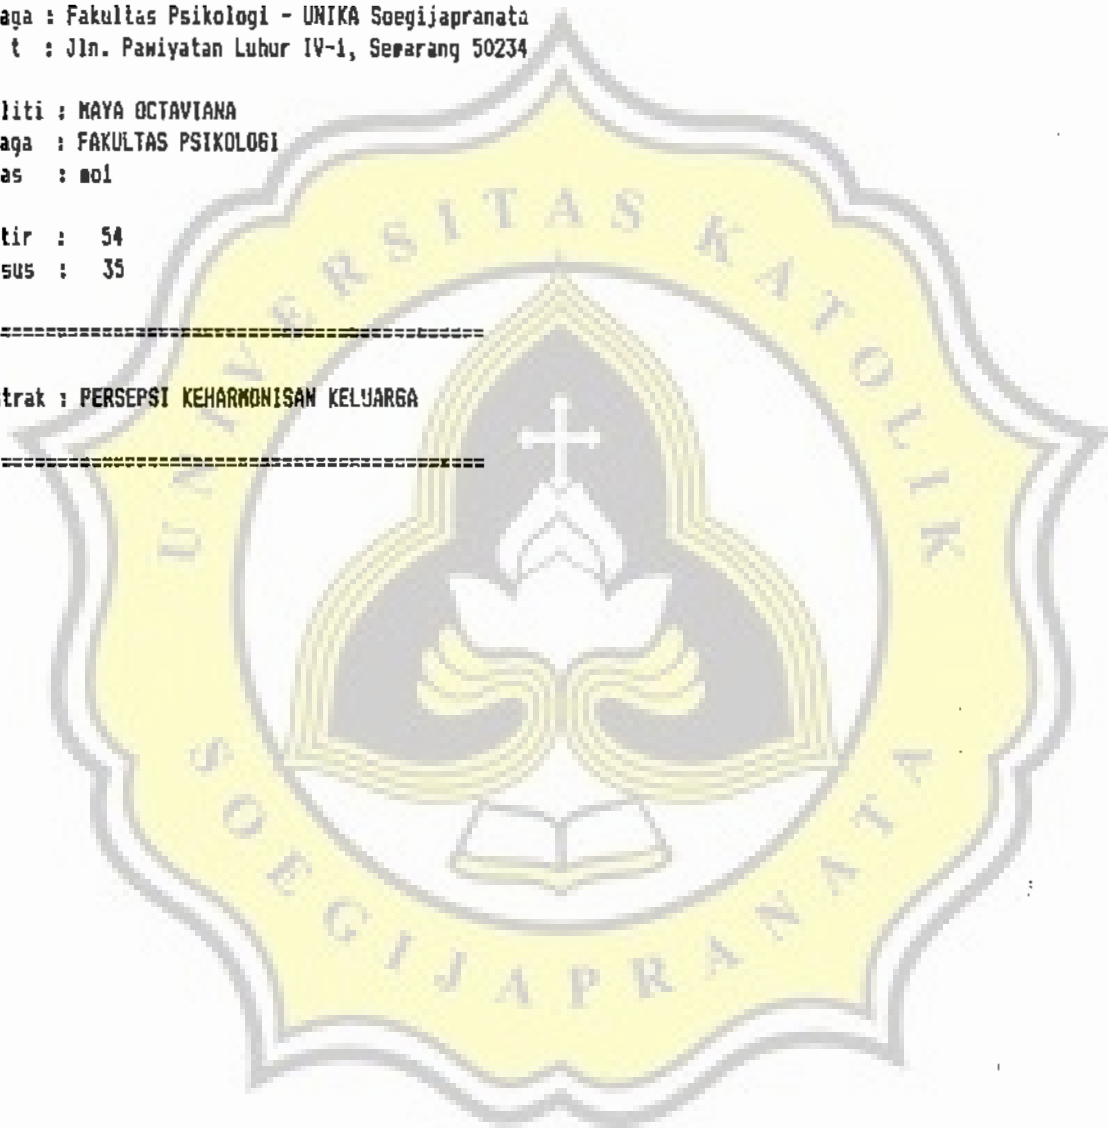 aga : Fakultas Psikologi - UNIKA Soegijapranata
t : Jln. Pawiyatan Luhur IV-1, Semarang 50234
liti : MAYA OCTAVIANA
aga : FAKULTAS PSIKOLOGI
as : mo1
tir : 54
sus : 35
================================================
trak : PERSEPSI KEHARMONISAN KELUARGA
================================================
UNIVERSITAS KATOLIK
SOEGIJAPRANATA